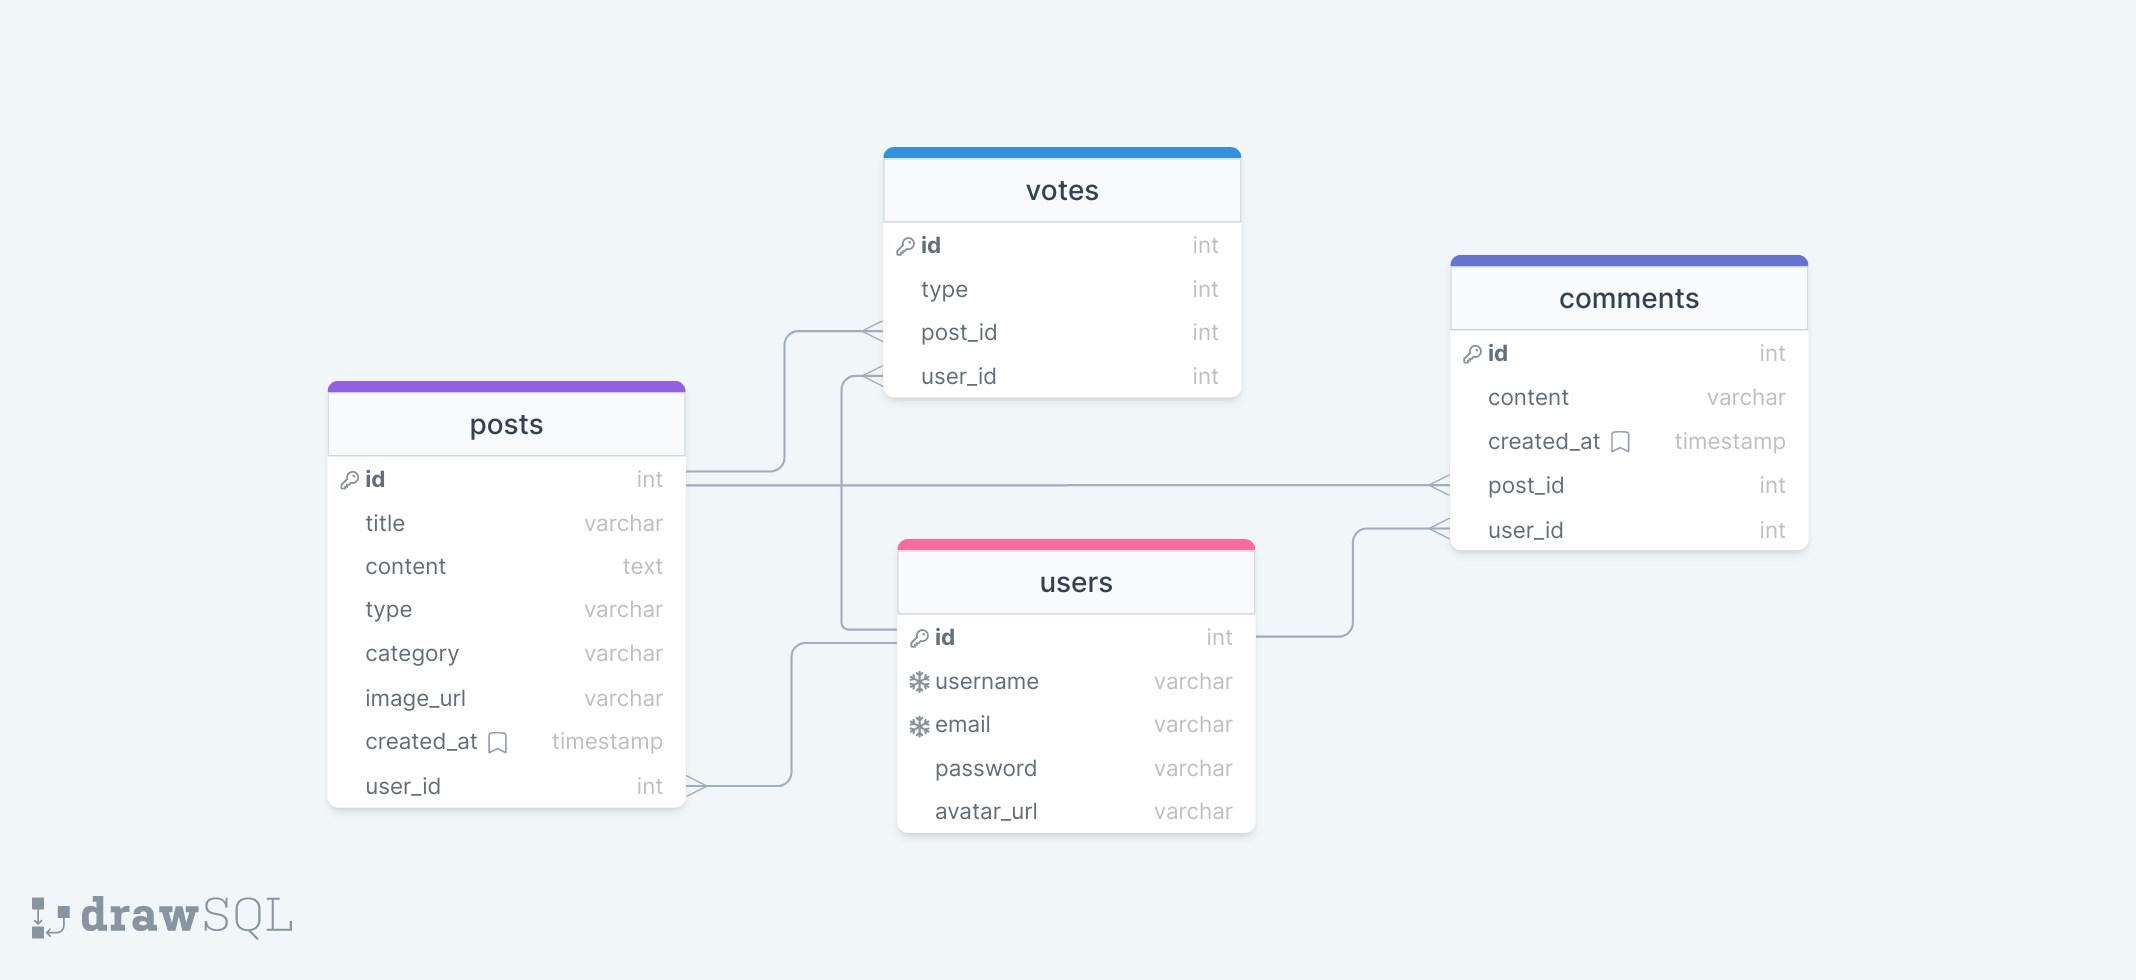 votes
id int
type int
post_id int
user_id int
comments
id int
content varchar
created_at timestamp
post_id int
user_id int
posts
id int
title varchar
content text
type varchar
category varchar
image_url varchar
created_at timestamp
user_id int
users
id int
username varchar
email varchar
password varchar
avatar_url varchar
drawSQL